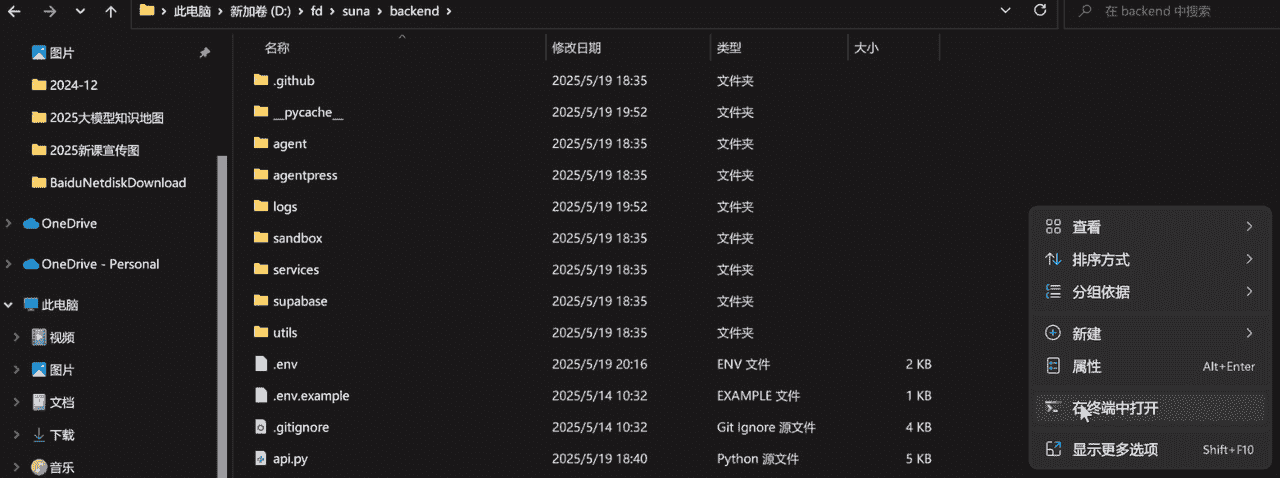 此电脑 > 新加卷 (D:) > fd > suna > backend >
在 backend 中搜索
名称 修改日期 类型 大小
图片
2024-12
2025大模型知识地图
2025新课宣传图
BaiduNetdiskDownload
OneDrive
OneDrive - Personal
此电脑
视频
图片
文档
下载
音乐
.github 2025/5/19 18:35 文件夹
__pycache__ 2025/5/19 19:52 文件夹
agent 2025/5/19 18:35 文件夹
agentpress 2025/5/19 18:35 文件夹
logs 2025/5/19 19:52 文件夹
sandbox 2025/5/19 18:35 文件夹
services 2025/5/19 18:35 文件夹
supabase 2025/5/19 18:35 文件夹
utils 2025/5/19 18:35 文件夹
.env 2025/5/19 20:16 ENV 文件 2 KB
.env.example 2025/5/14 10:32 EXAMPLE 文件 1 KB
.gitignore 2025/5/14 10:32 Git Ignore 源文件 4 KB
api.py 2025/5/19 18:40 Python 源文件 5 KB
查看
排序方式
分组依据
新建
属性 Alt+Enter
在终端中打开
显示更多选项 Shift+F10